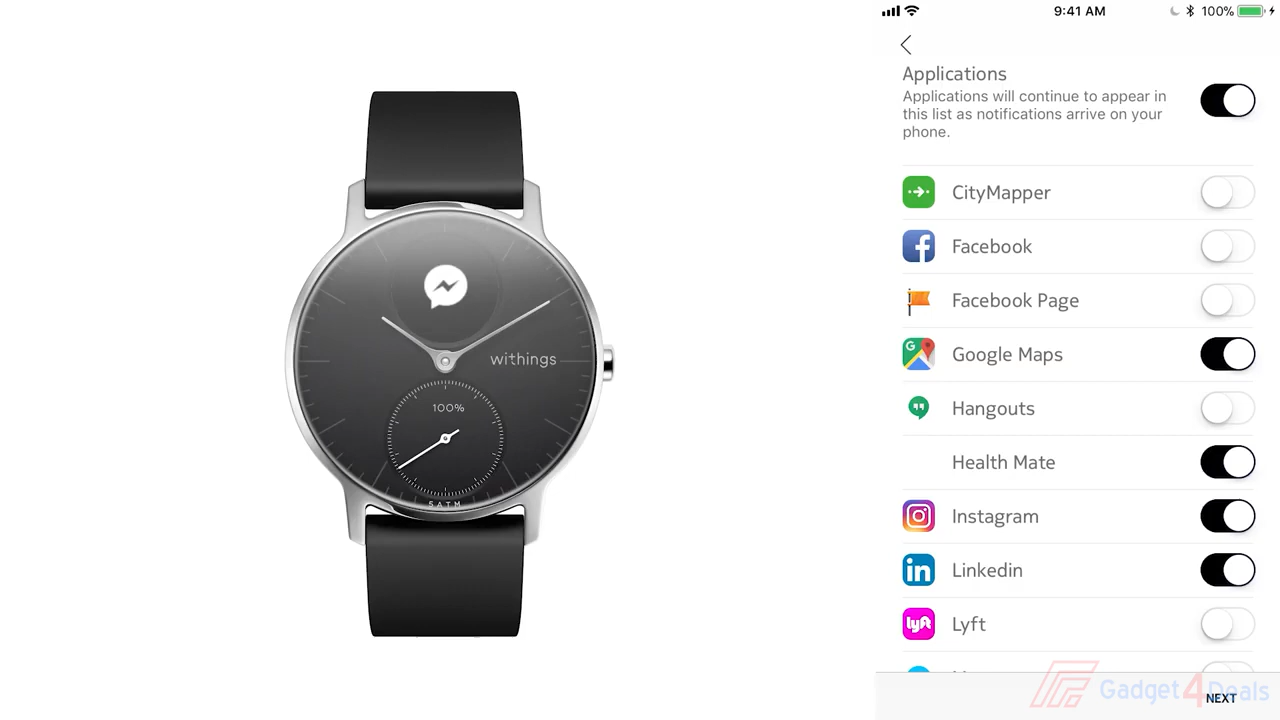 withings
100%
5ATM
9:41 AM
100%
Applications
Applications will continue to appear in
this list as notifications arrive on your
phone.
CityMapper
Facebook
Facebook Page
Google Maps
Hangouts
Health Mate
Instagram
Linkedin
Lyft
Gadget4Deals
NEXT